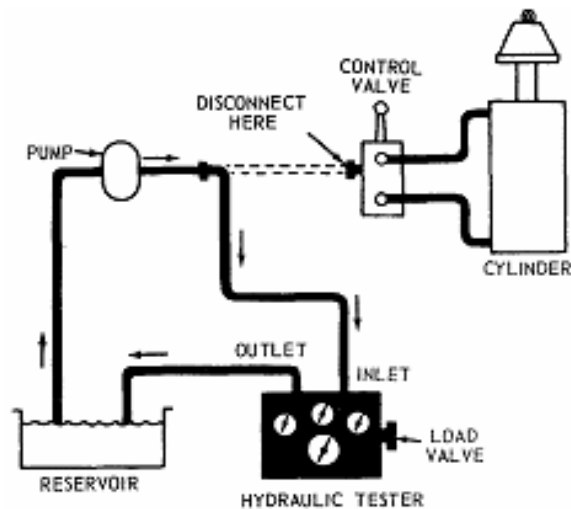 CONTROL
VALVE
DISCONNECT
HERE
PUMP
CYLINDER
OUTLET
INLET
LOAD
VALVE
RESERVOIR
HYDRAULIC TESTER